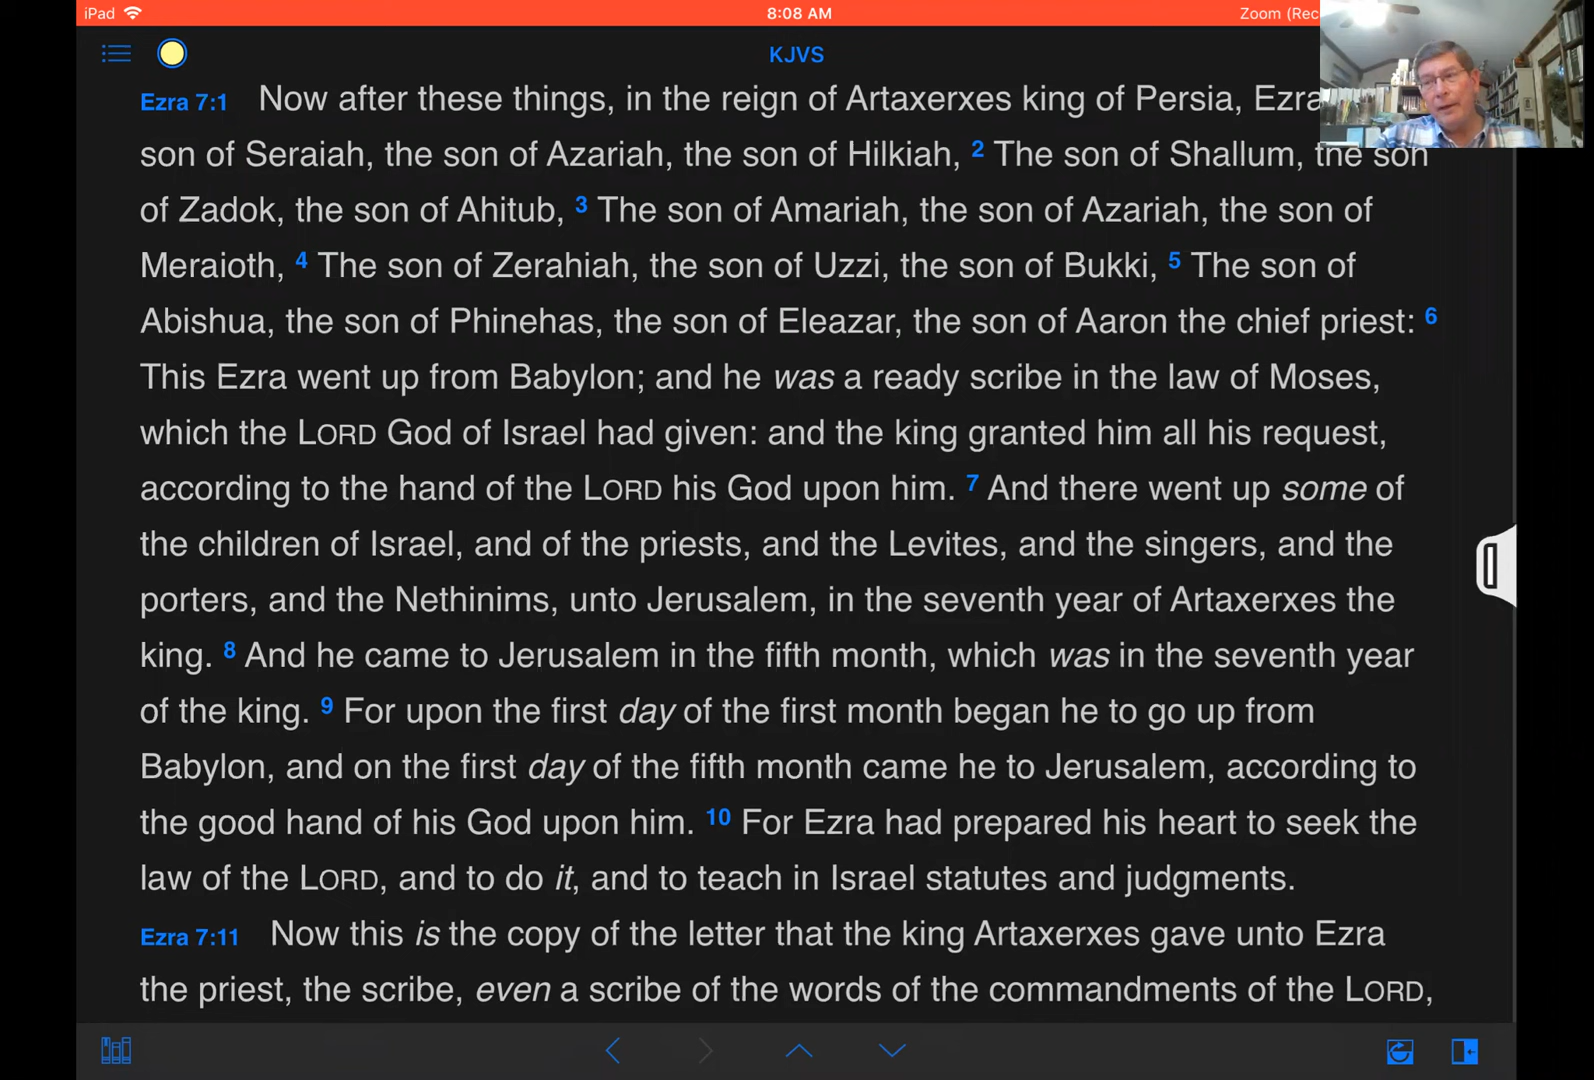 iPad 8:08 AM Zoom (Rec
KJVS
Ezra 7:1 Now after these things, in the reign of Artaxerxes king of Persia, Ezra
son of Seraiah, the son of Azariah, the son of Hilkiah, 2 The son of Shallum, the son
of Zadok, the son of Ahitub, 3 The son of Amariah, the son of Azariah, the son of
Meraioth, 4 The son of Zerahiah, the son of Uzzi, the son of Bukki, 5 The son of
Abishua, the son of Phinehas, the son of Eleazar, the son of Aaron the chief priest: 6
This Ezra went up from Babylon; and he was a ready scribe in the law of Moses,
which the LORD God of Israel had given: and the king granted him all his request,
according to the hand of the LORD his God upon him. 7 And there went up some of
the children of Israel, and of the priests, and the Levites, and the singers, and the
porters, and the Nethinims, unto Jerusalem, in the seventh year of Artaxerxes the
king. 8 And he came to Jerusalem in the fifth month, which was in the seventh year
of the king. 9 For upon the first day of the first month began he to go up from
Babylon, and on the first day of the fifth month came he to Jerusalem, according to
the good hand of his God upon him. 10 For Ezra had prepared his heart to seek the
law of the LORD, and to do it, and to teach in Israel statutes and judgments.
Ezra 7:11 Now this is the copy of the letter that the king Artaxerxes gave unto Ezra
the priest, the scribe, even a scribe of the words of the commandments of the LORD,